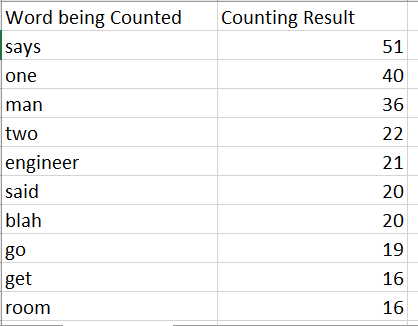 Word being Counted Counting Result
says 51
one 40
man 36
two 22
engineer 21
said 20
blah 20
go 19
get 16
room 16